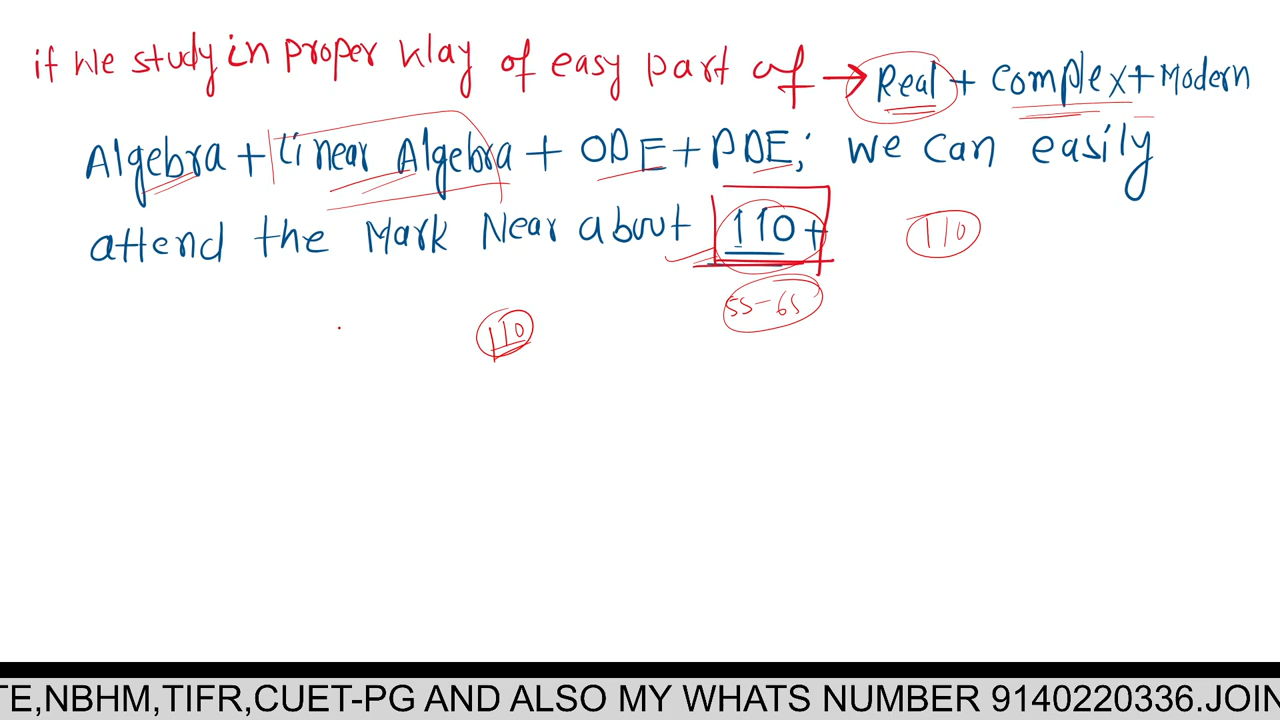 if we study in proper way of easy part of → Real + Complex + Modern
Algebra + Linear Algebra + ODE + PDE; we can easily
attend the Mark Near about 110+ 110
55-65
110
TE,NBHM,TIFR,CUET-PG AND ALSO MY WHATS NUMBER 9140220336.JOIN